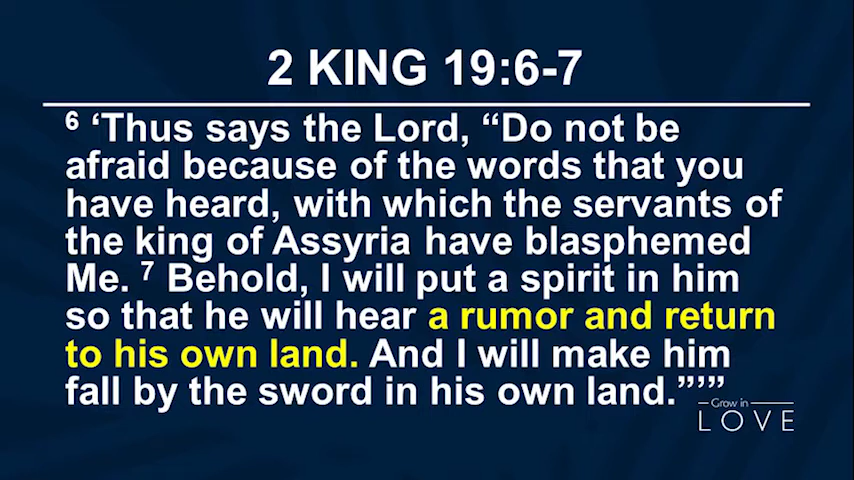 2 KING 19:6-7
6 ‘Thus says the Lord, “Do not be
afraid because of the words that you
have heard, with which the servants of
the king of Assyria have blasphemed
Me. 7 Behold, I will put a spirit in him
so that he will hear a rumor and return
to his own land. And I will make him
fall by the sword in his own land.”’”
Grow in
LOVE